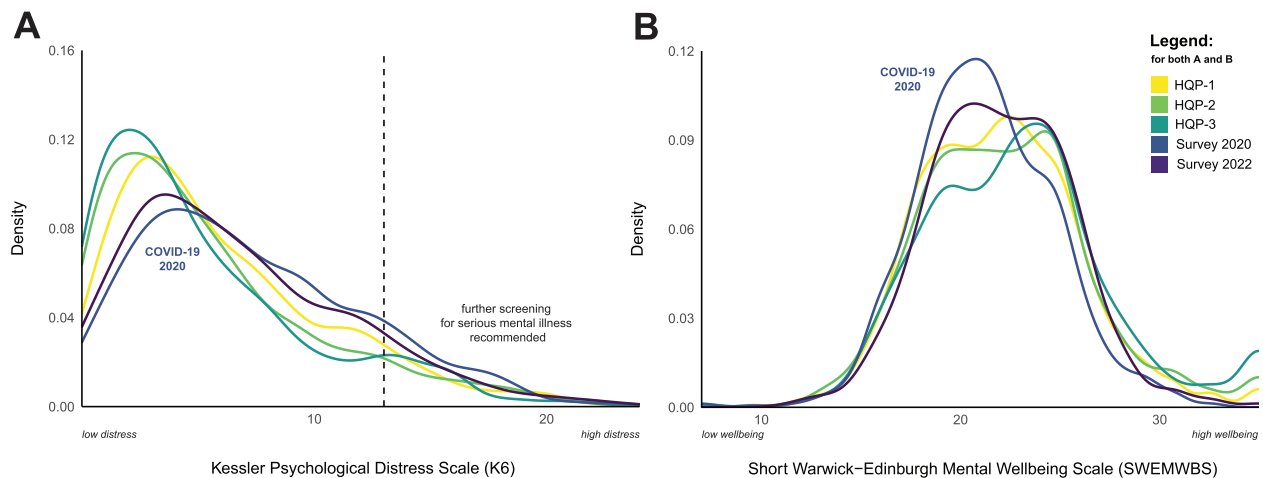 A
0.16
0.12
0.08
0.04
0.00
Density
COVID-19
2020
further screening
for serious mental illness
recommended
10
20
low distress
high distress
Kessler Psychological Distress Scale (K6)
B
0.12
0.09
0.06
0.03
0.00
Density
COVID-19
2020
Legend:
for both A and B
HQP-1
HQP-2
HQP-3
Survey 2020
Survey 2022
10
20
30
low wellbeing
high wellbeing
Short Warwick−Edinburgh Mental Wellbeing Scale (SWEMWBS)